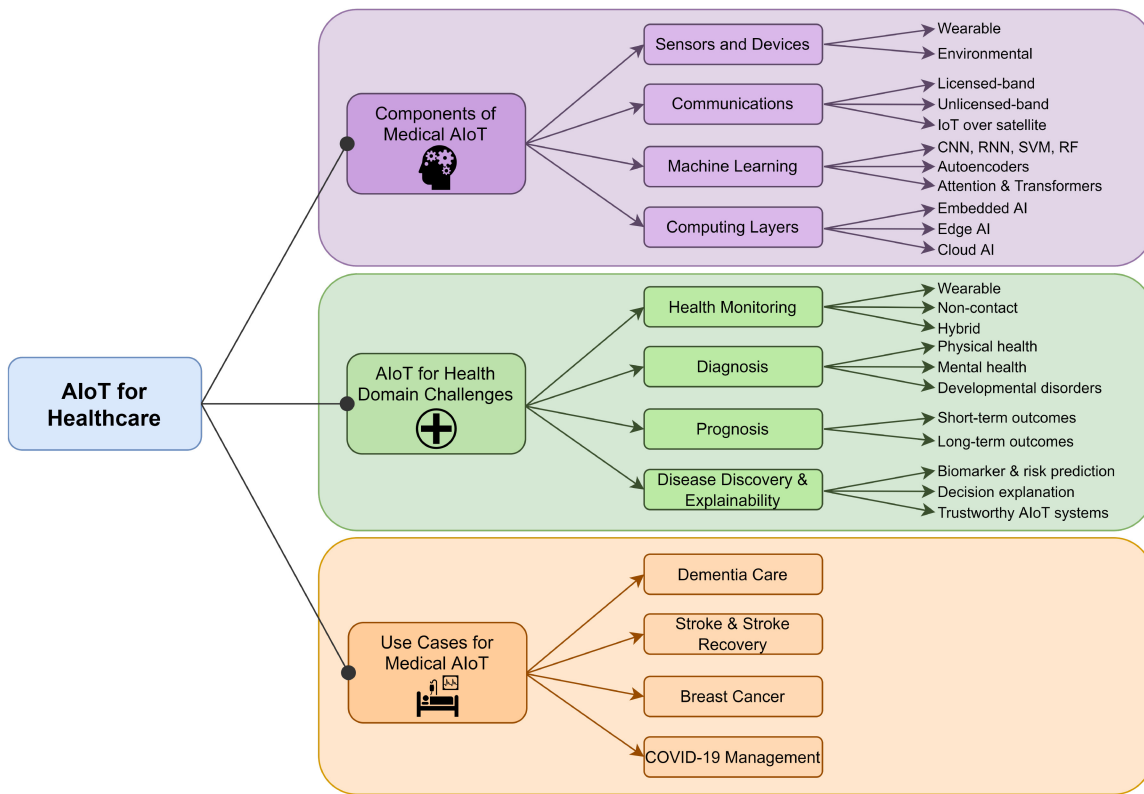 AIoT for
Healthcare
Components of
Medical AIoT
Sensors and Devices
Wearable
Environmental
Communications
Licensed-band
Unlicensed-band
IoT over satellite
Machine Learning
CNN, RNN, SVM, RF
Autoencoders
Attention & Transformers
Computing Layers
Embedded AI
Edge AI
Cloud AI
AIoT for Health
Domain Challenges
Health Monitoring
Wearable
Non-contact
Hybrid
Diagnosis
Physical health
Mental health
Developmental disorders
Prognosis
Short-term outcomes
Long-term outcomes
Disease Discovery &
Explainability
Biomarker & risk prediction
Decision explanation
Trustworthy AIoT systems
Use Cases for
Medical AIoT
Dementia Care
Stroke & Stroke
Recovery
Breast Cancer
COVID-19 Management